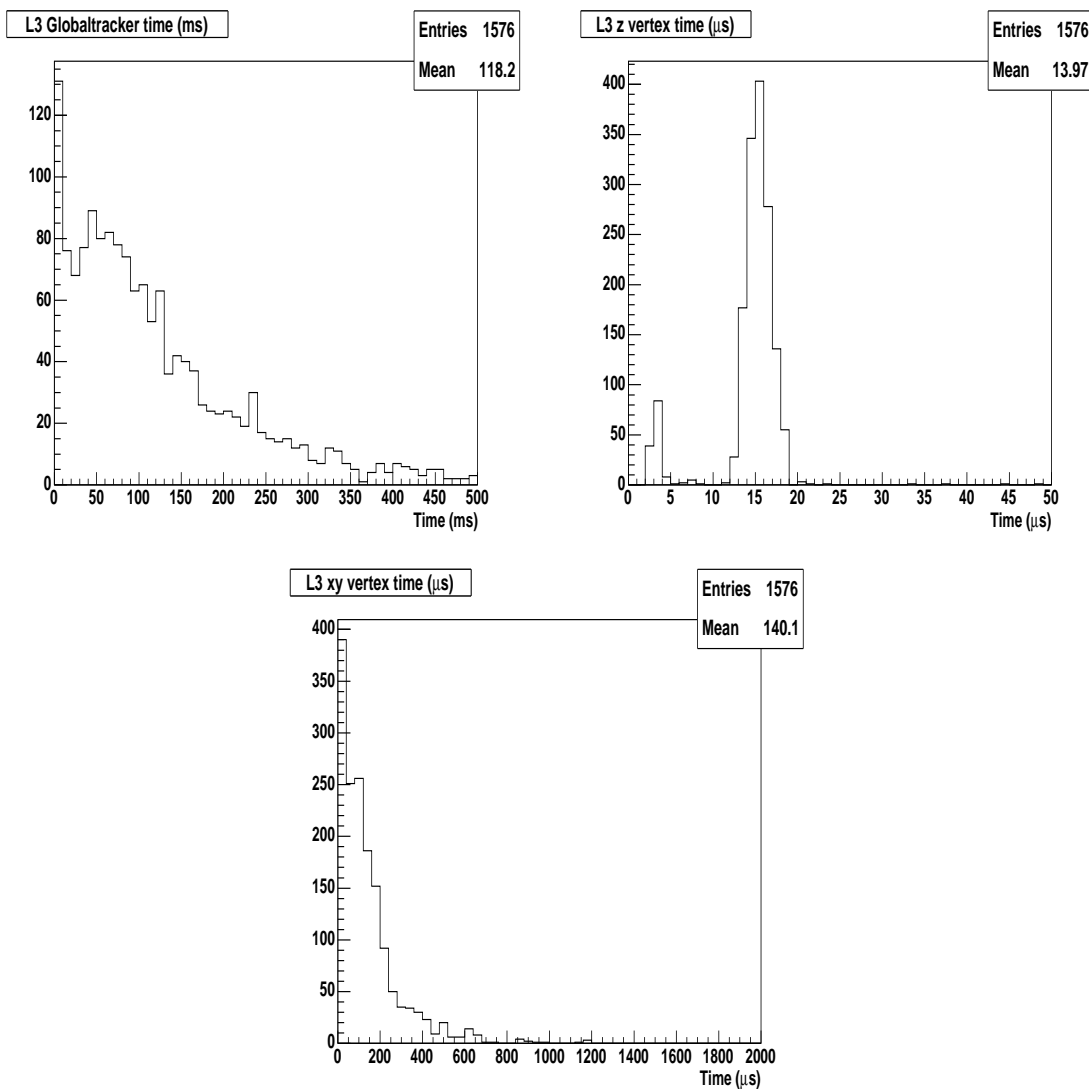 L3 Globaltracker time (ms)
Entries 1576
Mean 118.2
120
100
80
60
40
20
0
0 50 100 150 200 250 300 350 400 450 500
Time (ms)
L3 z vertex time (μs)
Entries 1576
Mean 13.97
400
350
300
250
200
150
100
50
0
0 5 10 15 20 25 30 35 40 45 50
Time (μs)
L3 xy vertex time (μs)
Entries 1576
Mean 140.1
400
350
300
250
200
150
100
50
0
0 200 400 600 800 1000 1200 1400 1600 1800 2000
Time (μs)